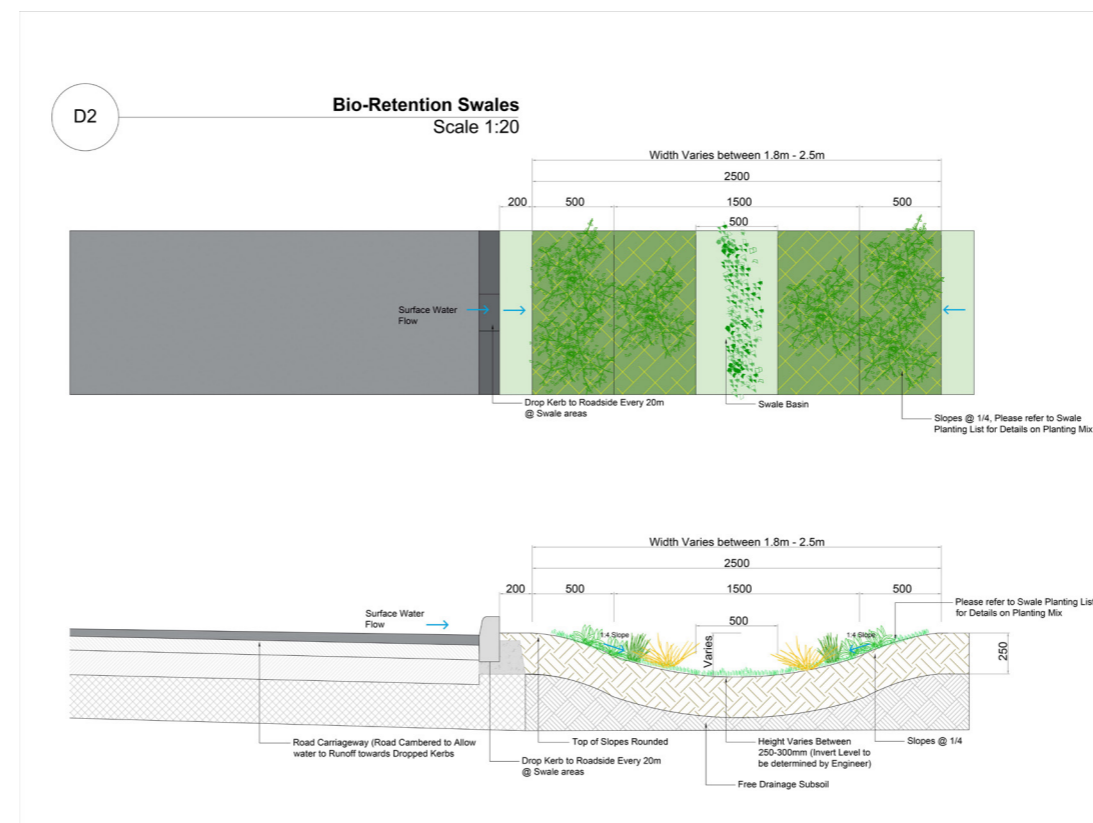 D2
Bio-Retention Swales
Scale 1:20
Width Varies between 1.8m - 2.5m
2500
200
500
1500
500
500
Surface Water
Flow
Drop Kerb to Roadside Every 20m
@ Swale areas
Swale Basin
Slopes @ 1/4, Please refer to Swale
Planting List for Details on Planting Mix
Width Varies between 1.8m - 2.5m
2500
200
500
1500
500
500
Please refer to Swale Planting List
for Details on Planting Mix
Surface Water
Flow
1:4 Slope
Varies
1:4 Slope
250
Road Carriageway (Road Cambered to Allow
water to Runoff towards Dropped Kerbs
Top of Slopes Rounded
Height Varies Between
250-300mm (Invert Level to
be determined by Engineer)
Slopes @ 1/4
Drop Kerb to Roadside Every 20m
@ Swale areas
Free Drainage Subsoil